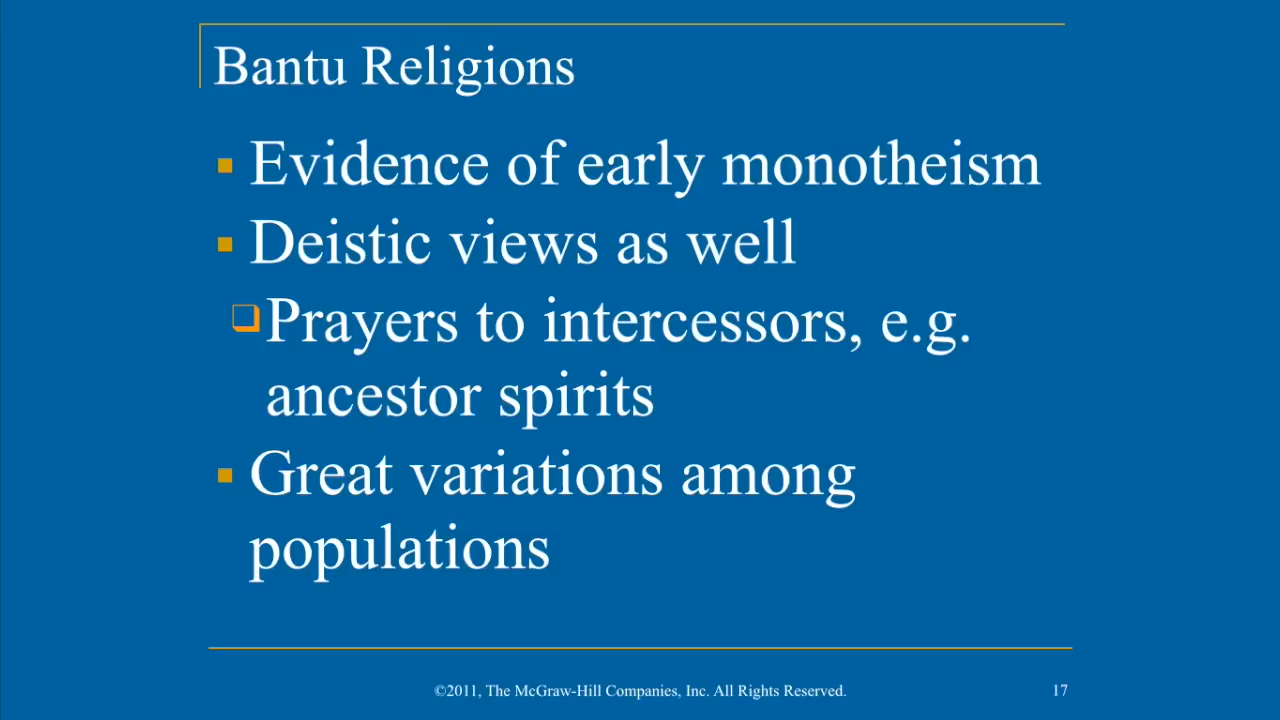 Bantu Religions
Evidence of early monotheism
Deistic views as well
Prayers to intercessors, e.g.
ancestor spirits
Great variations among
populations
©2011, The McGraw-Hill Companies, Inc. All Rights Reserved.
17